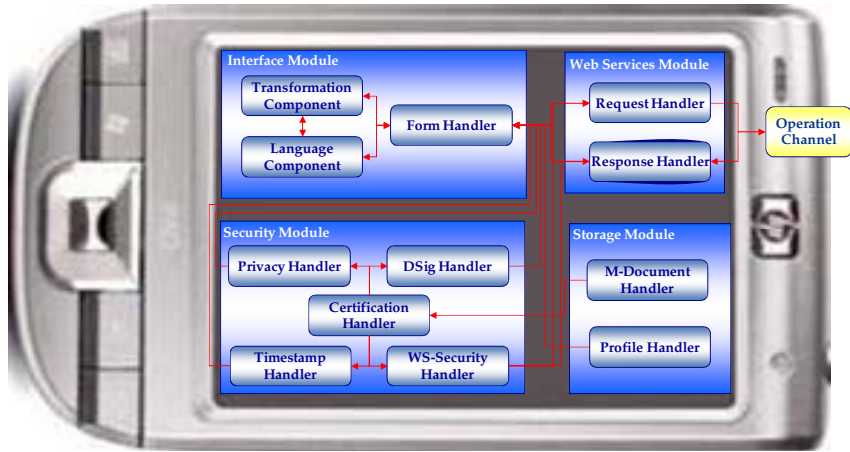 Interface Module
Transformation
Component
Language
Component
Form Handler
Web Services Module
Request Handler
Response Handler
Operation
Channel
Security Module
Privacy Handler
DSig Handler
Certification
Handler
Timestamp
Handler
WS-Security
Handler
Storage Module
M-Document
Handler
Profile Handler
hp